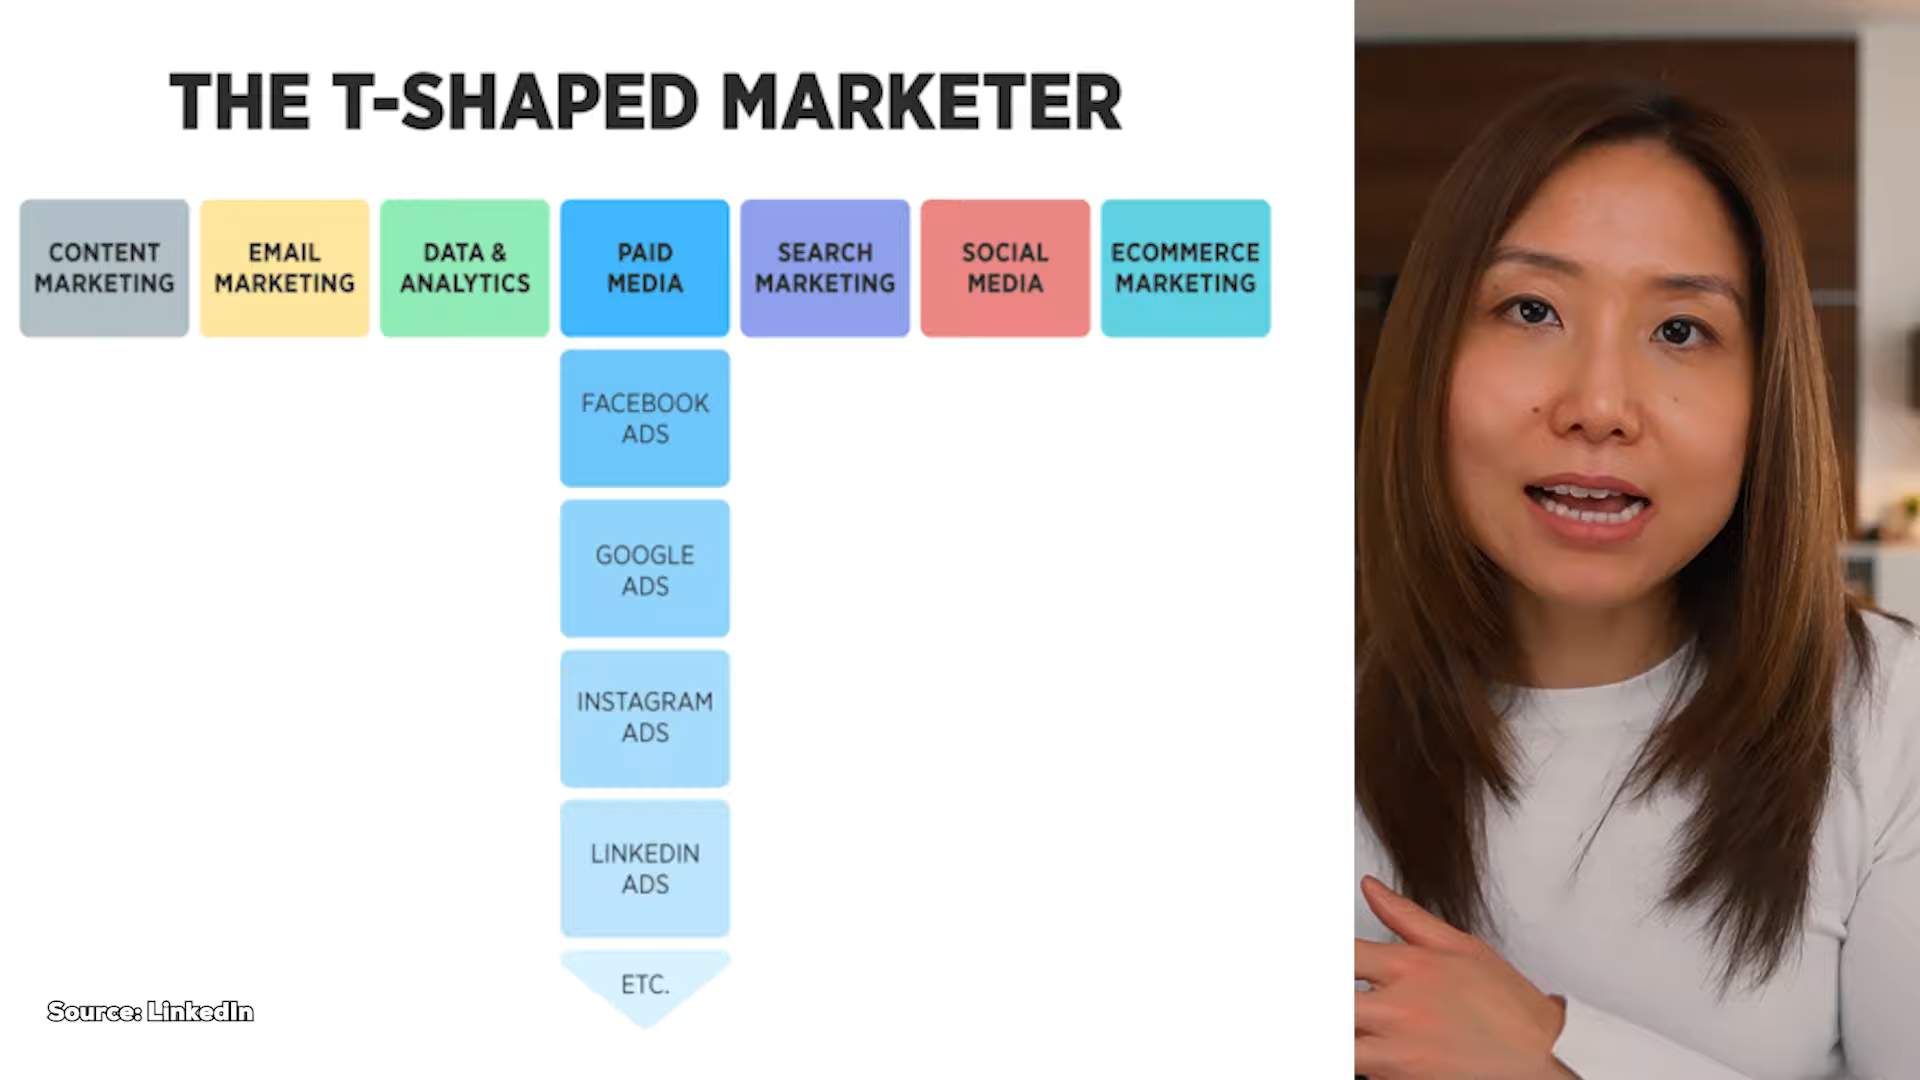 THE T-SHAPED MARKETER
CONTENT
MARKETING
EMAIL
MARKETING
DATA &
ANALYTICS
PAID
MEDIA
SEARCH
MARKETING
SOCIAL
MEDIA
ECOMMERCE
MARKETING
FACEBOOK
ADS
GOOGLE
ADS
INSTAGRAM
ADS
LINKEDIN
ADS
ETC.
Source: LinkedIn